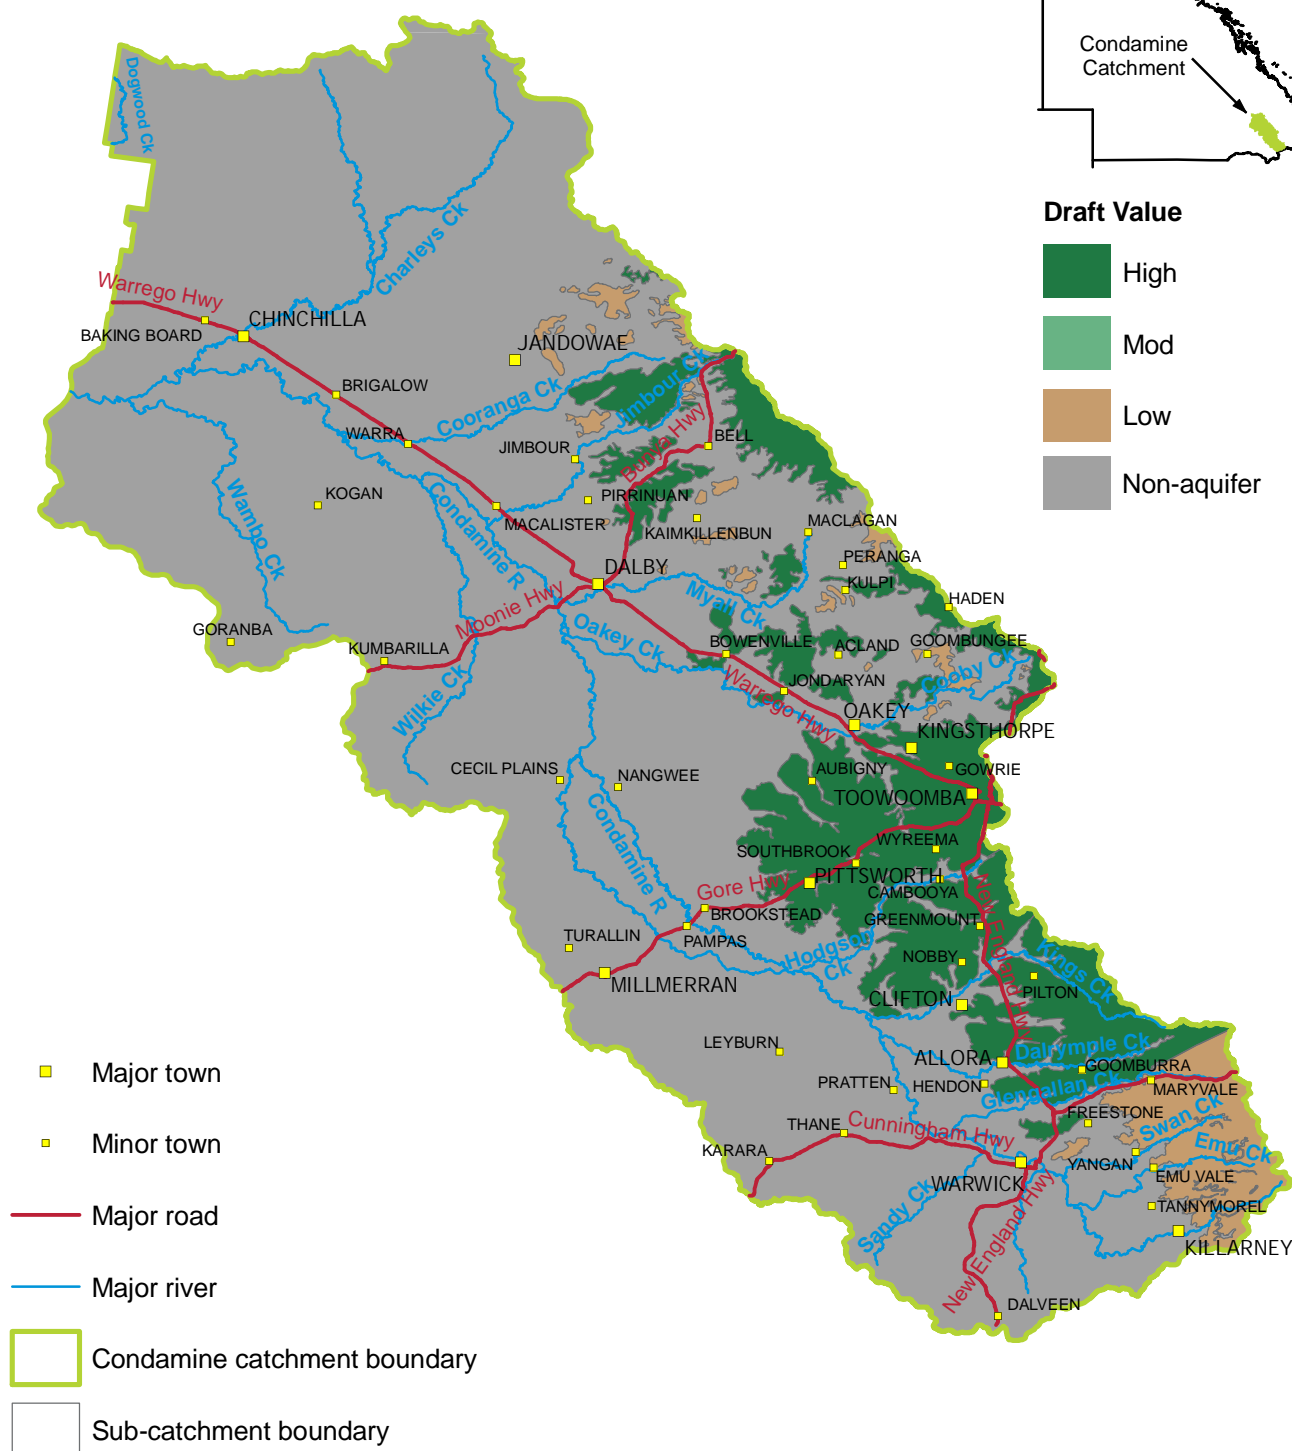 Condamine
Catchment
Draft Value
High
Mod
Low
Non-aquifer
Dogwood Ck
Charleys Ck
Warrego Hwy
CHINCHILLA
BAKING BOARD
JANDOWAE
BRIGALOW
Cooranga Ck
Jimbour Ck
WARRA
JIMBOUR
Bunya Hwy
BELL
KOGAN
Wambo Ck
Condamine R
PIRRINUAN
MACALISTER
KAIMKILLENBUN
MACLAGAN
PERANGA
DALBY
KULPI
Myall Ck
HADEN
Moonie Hwy
GORANBA
KUMBARILLA
Oakey Ck
BOWENVILLE
ACLAND
GOOMBUNGEE
Cooby Ck
JONDARYAN
Wilkie Ck
Warrego Hwy
OAKEY
KINGSTHORPE
CECIL PLAINS
NANGWEE
AUBIGNY
GOWRIE
TOOWOOMBA
Condamine R
WYREEMA
SOUTHBROOK
PITTSWORTH
Gore Hwy
CAMBOOYA
New England Hwy
BROOKSTEAD
GREENMOUNT
TURALLIN
PAMPAS
Hodgson
Ck
NOBBY
Kings Ck
MILLMERRAN
PILTON
CLIFTON
LEYBURN
ALLORA
Dalrymple Ck
GOOMBURRA
PRATTEN
HENDON
Glengallan Ck
MARYVALE
FREESTONE
THANE
Cunningham Hwy
Swan Ck
KARARA
Emu Ck
YANGAN
EMU VALE
WARWICK
Sandy Ck
New England Hwy
TANNYMOREL
KILLARNEY
DALVEEN
Major town
Minor town
Major road
Major river
Condamine catchment boundary
Sub-catchment boundary